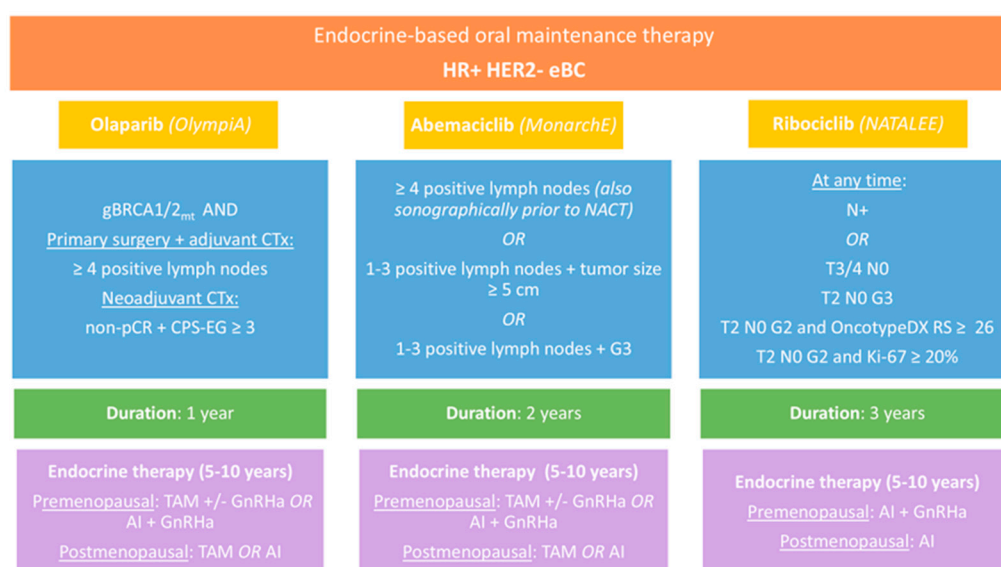 Endocrine-based oral maintenance therapy
HR+ HER2- eBC
Olaparib (OlympiA)
gBRCA1/2mt AND
Primary surgery + adjuvant CTx:
≥ 4 positive lymph nodes
Neoadjuvant CTx:
non-pCR + CPS-EG ≥ 3
Duration: 1 year
Endocrine therapy (5-10 years)
Premenopausal: TAM +/- GnRHa OR
AI + GnRHa
Postmenopausal: TAM OR AI
Abemaciclib (MonarchE)
≥ 4 positive lymph nodes (also
sonographically prior to NACT)
OR
1-3 positive lymph nodes + tumor size
≥ 5 cm
OR
1-3 positive lymph nodes + G3
Duration: 2 years
Endocrine therapy (5-10 years)
Premenopausal: TAM +/- GnRHa OR
AI + GnRHa
Postmenopausal: TAM OR AI
Ribociclib (NATALEE)
At any time:
N+
OR
T3/4 N0
T2 N0 G3
T2 N0 G2 and OncotypeDX RS ≥ 26
T2 N0 G2 and Ki-67 ≥ 20%
Duration: 3 years
Endocrine therapy (5-10 years)
Premenopausal: AI + GnRHa
Postmenopausal: AI